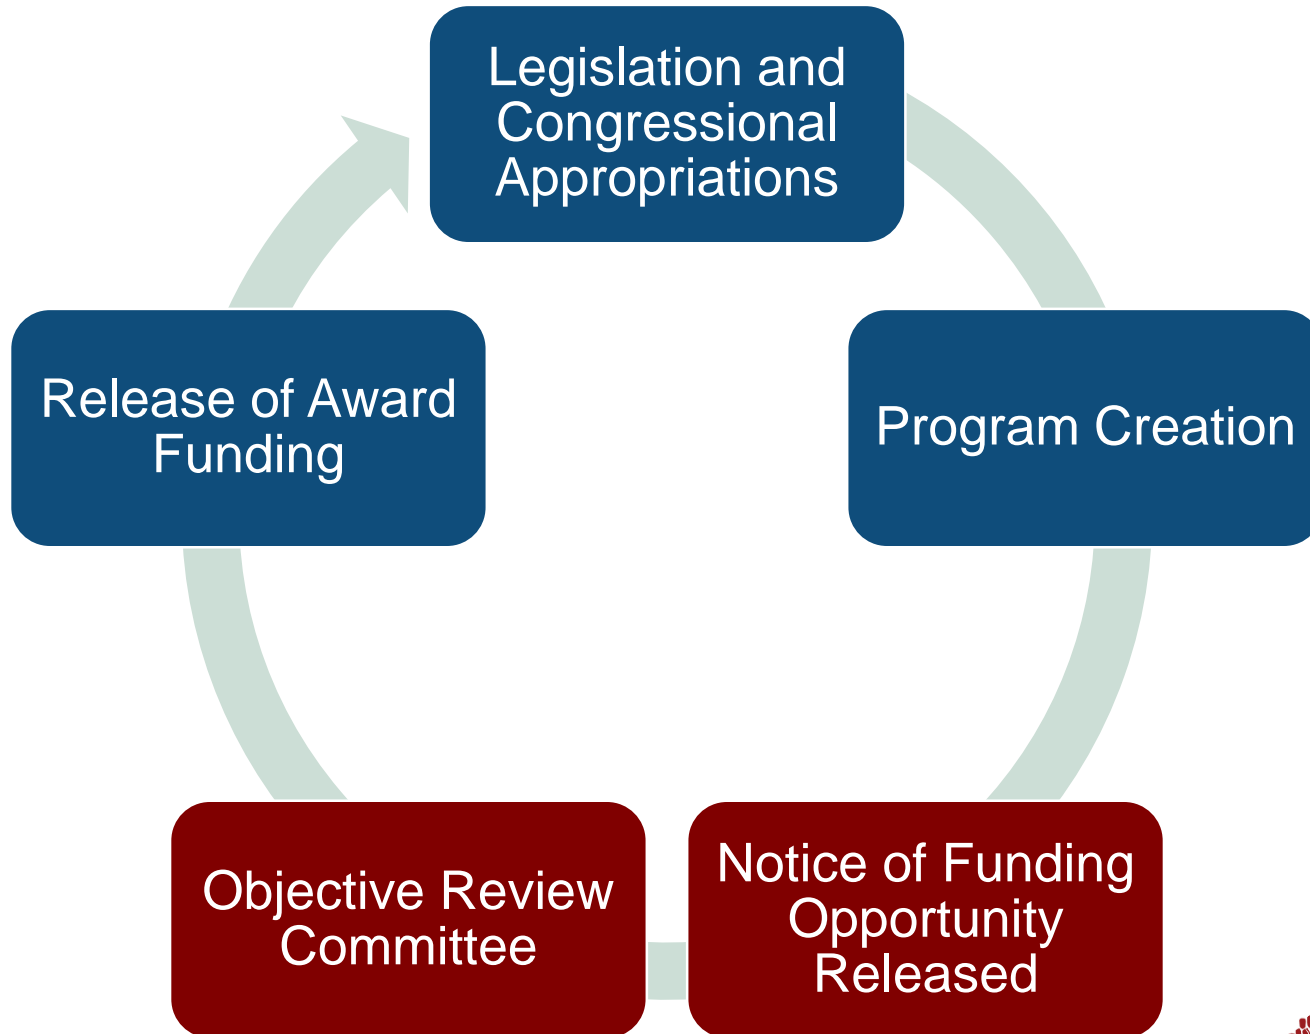 Legislation and
Congressional
Appropriations
Release of Award
Funding
Program Creation
Objective Review
Committee
Notice of Funding
Opportunity
Released